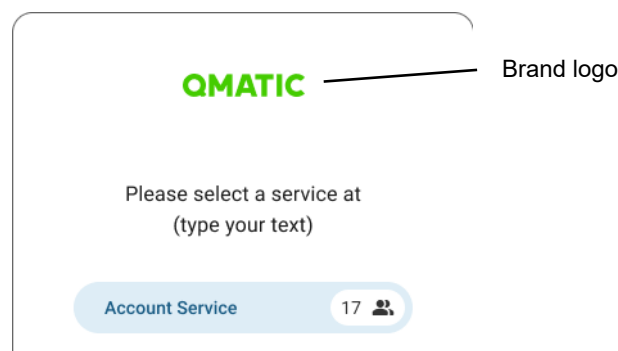 QMATIC
Brand logo
Please select a service at
(type your text)
Account Service
17